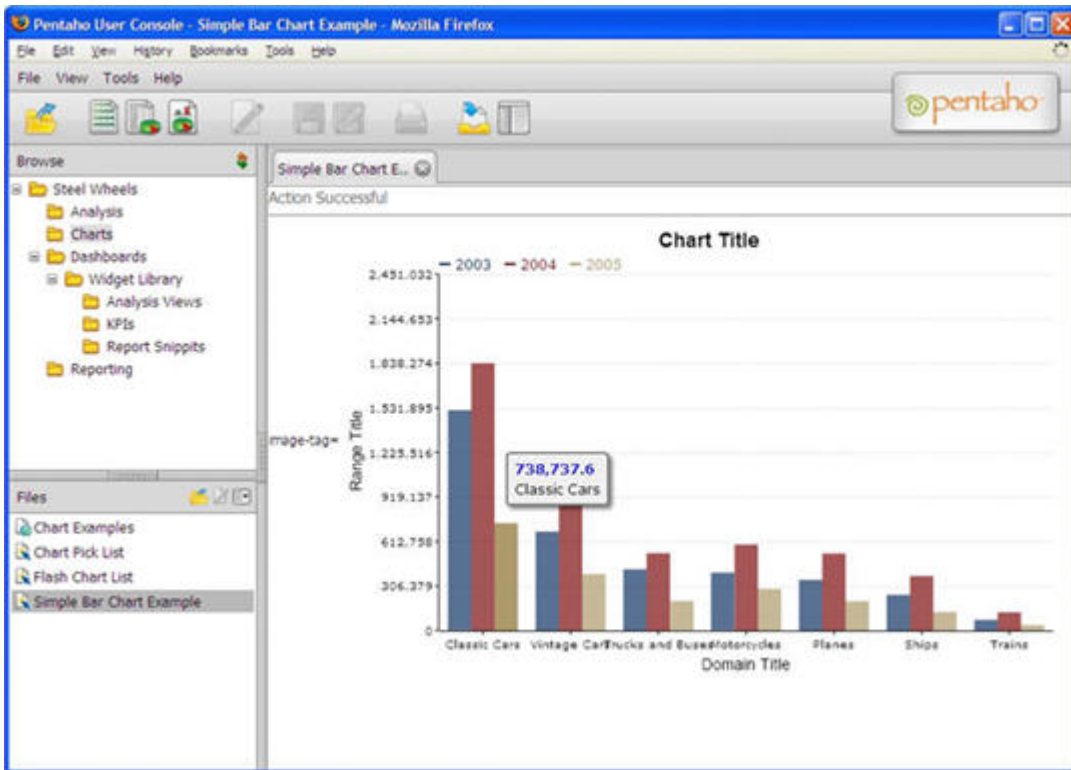 Pentaho User Console - Simple Bar Chart Example - Mozilla Firefox
File Edit View History Bookmarks Tools Help
File View Tools Help
pentaho
Browse
Steel Wheels
Analysis
Charts
Dashboards
Widget Library
Analysis Views
KPIs
Report Snippits
Reporting
Files
Chart Examples
Chart Pick List
Flash Chart List
Simple Bar Chart Example
Simple Bar Chart E..
Action Successful
Chart Title
2003 2004 2005
2.451.032
2.144.653
1.838.274
1.531.895
1.225.516
919.137
612.758
306.379
0
mage-tag=
Range Title
738,737.6
Classic Cars
Classic Cars Vintage Cars Trucks and Buses Motorcycles Planes Ships Trains
Domain Title